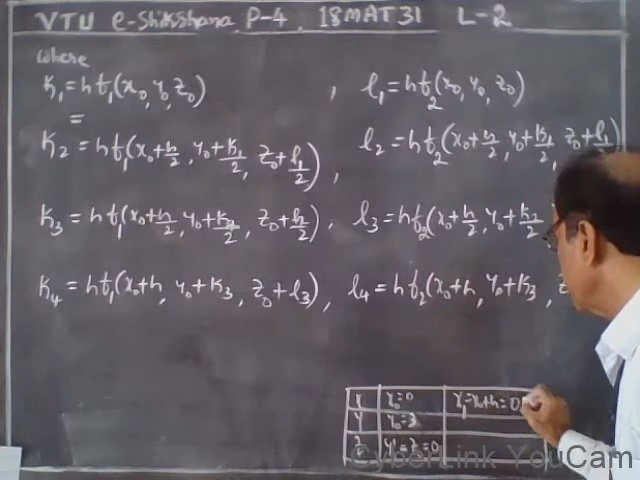 VTU e-Shikshana P-4, 18MAT31 L-2
where
K₁ = hf₁(x₀, y₀, z₀) , l₁ = hf₂(x₀, y₀, z₀)
K₂ = hf₁(x₀+h/2, y₀+K₁/2, z₀+l₁/2), l₂ = hf₂(x₀+h/2, y₀+K₁/2, z₀+l₁/2
K₃ = hf₁(x₀+h/2, y₀+K₂/2, z₀+l₂/2), l₃ = hf₂(x₀+h/2, y₀+K₂/2
K₄ = hf₁(x₀+h, y₀+K₃, z₀+l₃), l₄ = hf₂(x₀+h, y₀+K₃, z
x x₀=0 x₁=x₀+h=0
y y₀=3
z y'=z=0
CyberLink YouCam